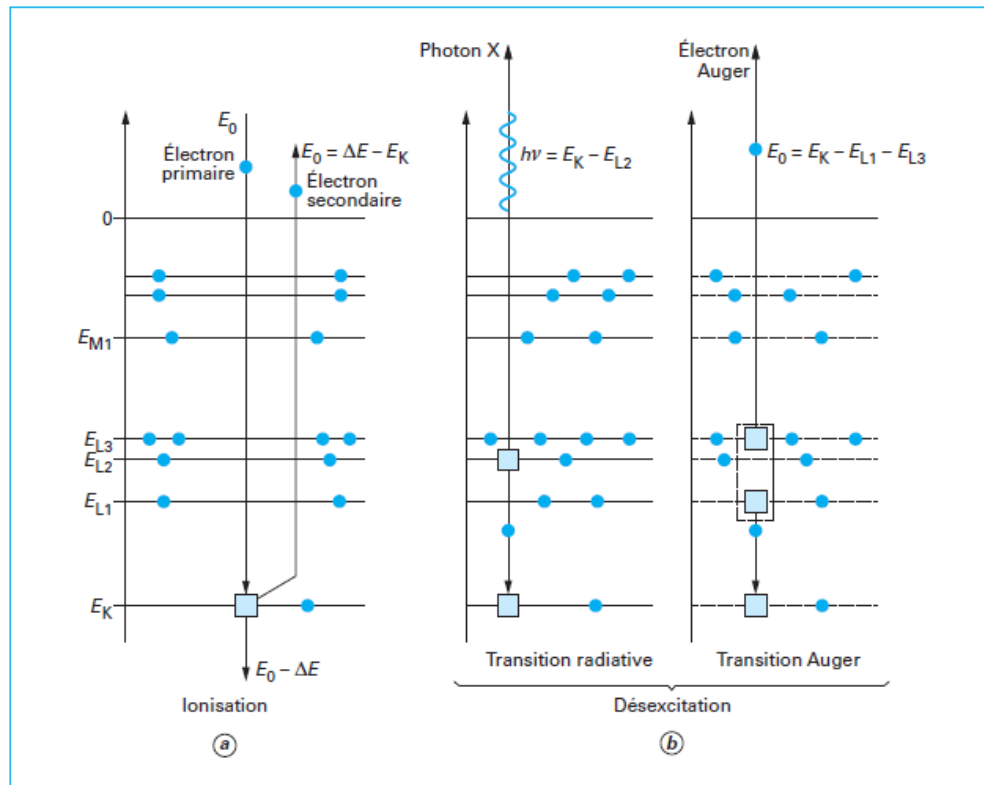 Photon X
Électron
Auger
E0
Électron
primaire
E0 = ΔE – EK
Électron
secondaire
hν = EK – EL2
E0 = EK – EL1 – EL3
0
EM1
EL3
EL2
EL1
EK
E0 – ΔE
Ionisation
Transition radiative
Transition Auger
Désexcitation
a
b